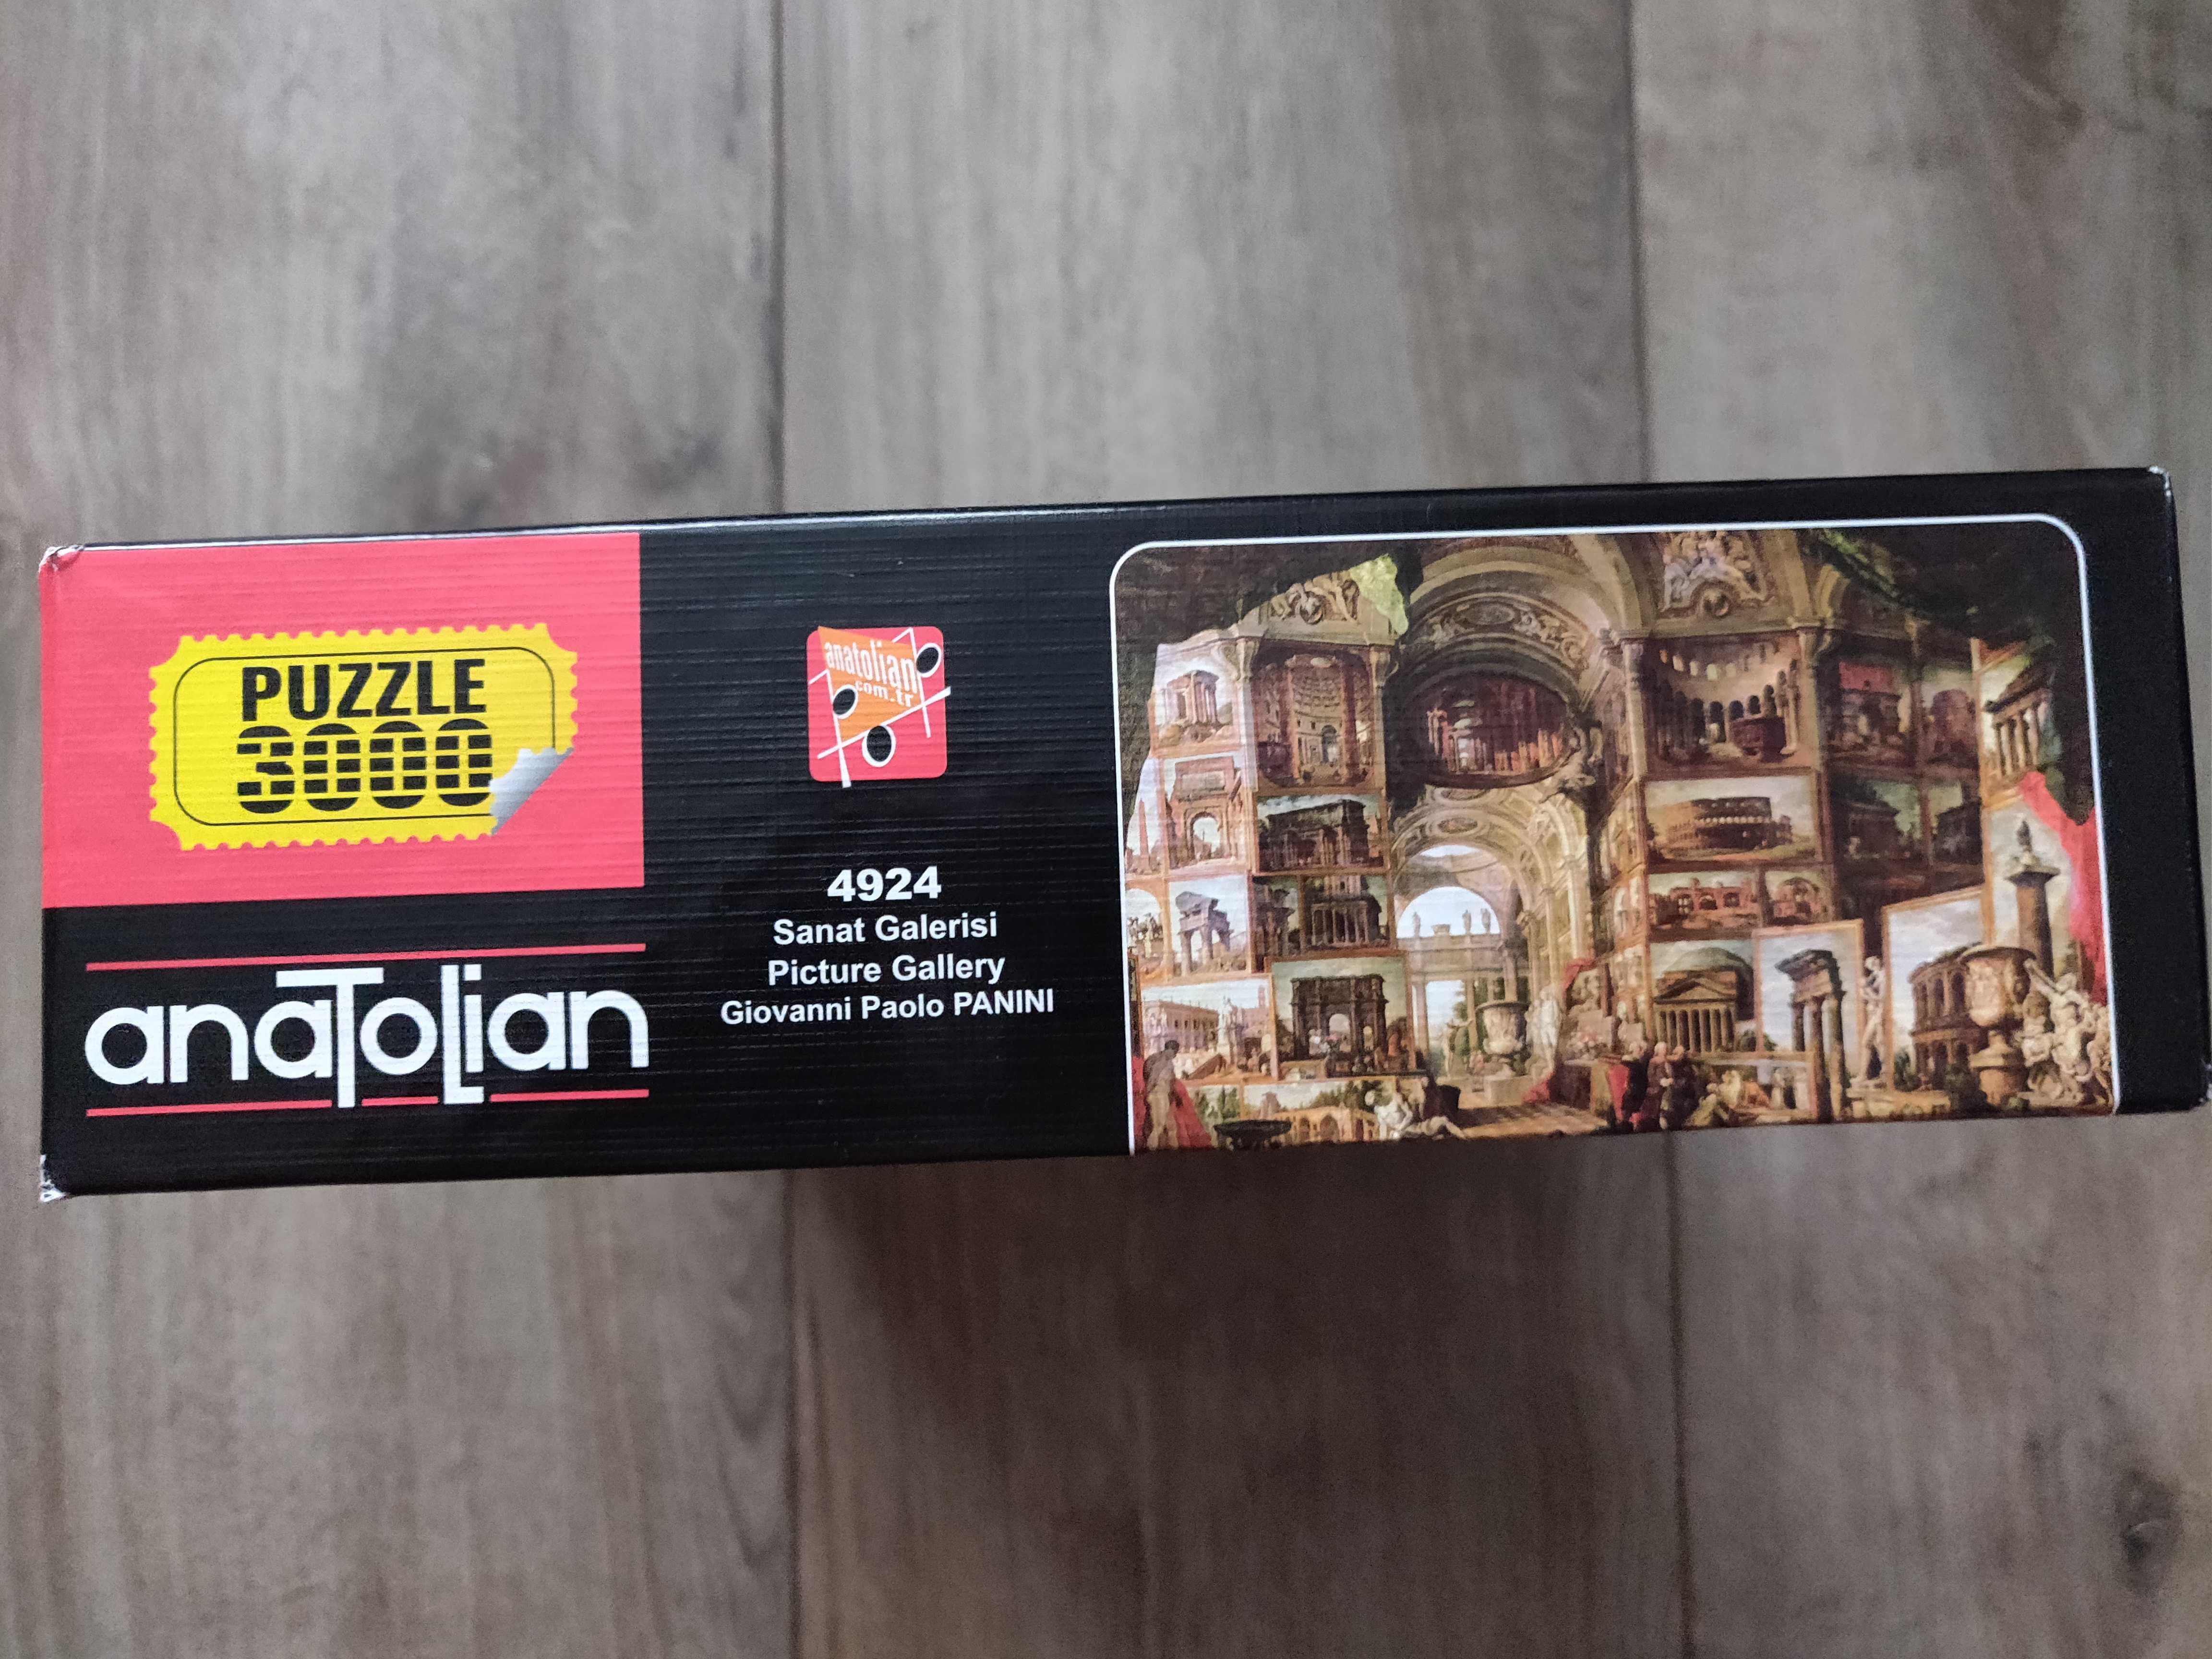 PUZZLE
3000
anatolian
anatolian
com.tr
4924
Sanat Galerisi
Picture Gallery
Giovanni Paolo PANINI